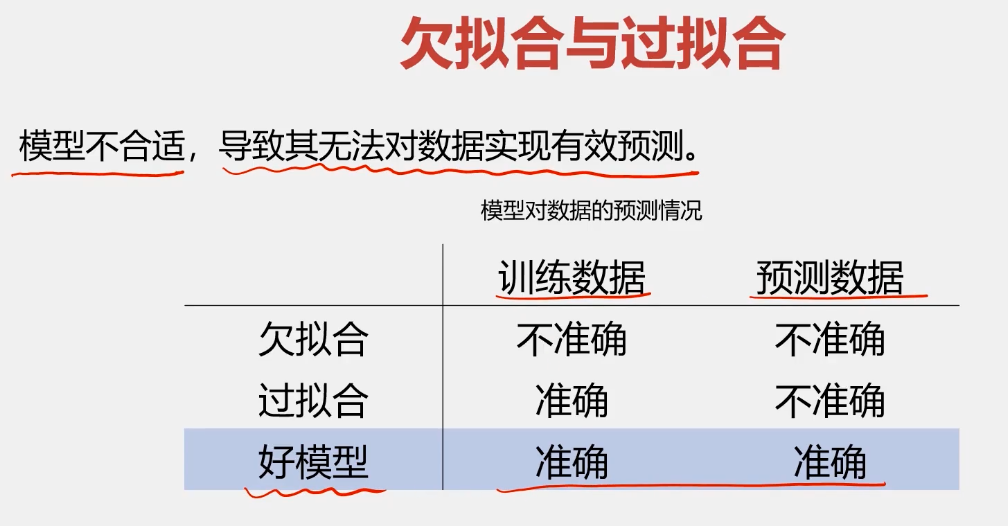 欠拟合与过拟合
模型不合适，导致其无法对数据实现有效预测。
模型对数据的预测情况
训练数据 预测数据
欠拟合 不准确 不准确
过拟合 准确 不准确
好模型 准确 准确